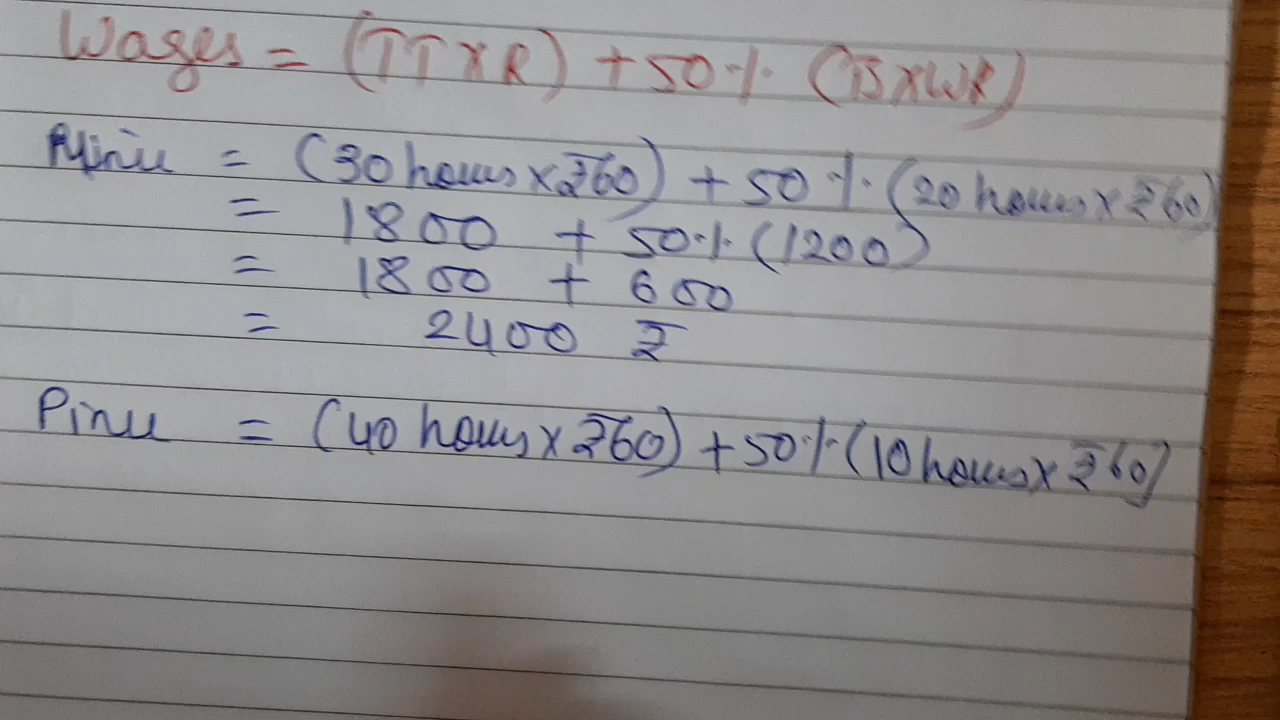 Wages = (TT X R) + 50 % (TS X WR)
Minu = (30 hours x ₹60) + 50 % (20 hours x ₹60)
= 1800 + 50 % (1200)
= 1800 + 600
= 2400 ₹
Pinu = (40 hours x ₹60) + 50 % (10 hours x ₹60)